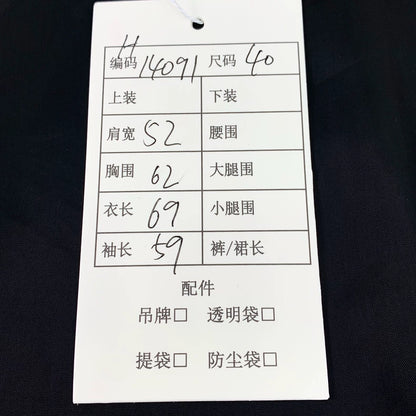 H
编码 14091 尺码 40
上装 下装
肩宽 52 腰围
胸围 62 大腿围
衣长 69 小腿围
袖长 59 裤/裙长
配件
吊牌□ 透明袋□
提袋□ 防尘袋□